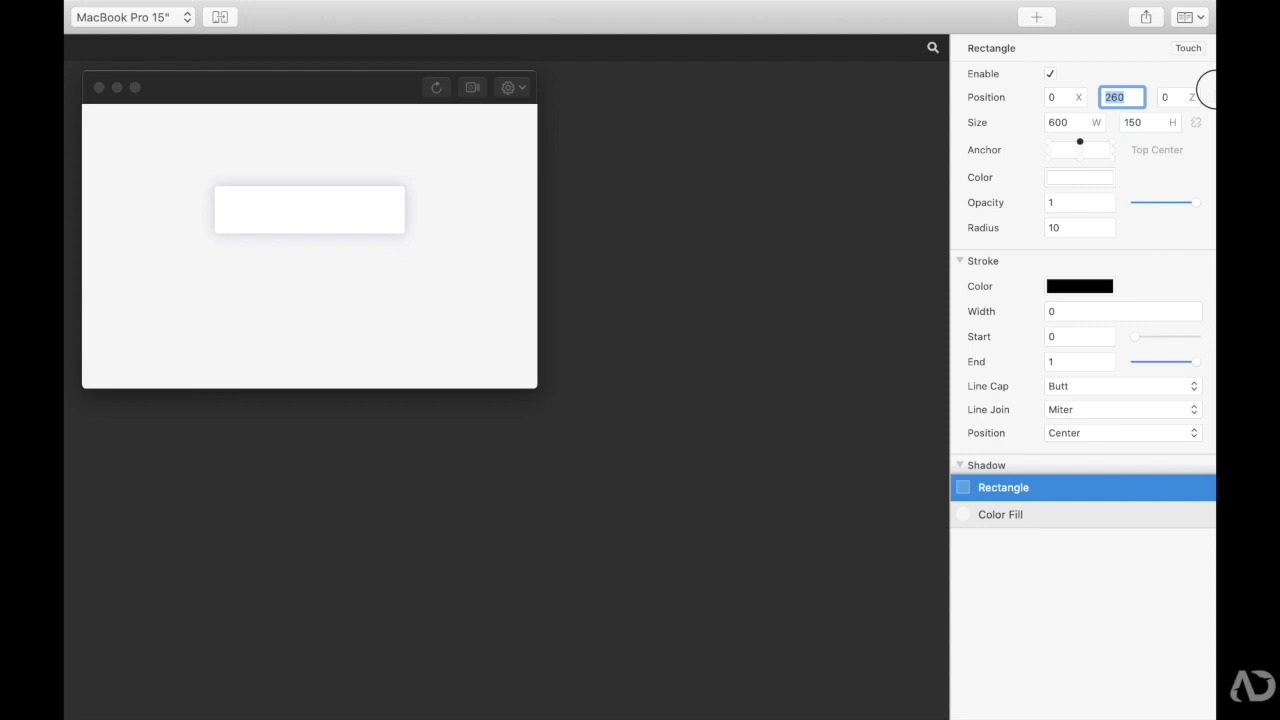 MacBook Pro 15"
Rectangle Touch
Enable
Position 0 X 260 0 Z
Size 600 W 150 H
Anchor Top Center
Color
Opacity 1
Radius 10
Stroke
Color
Width 0
Start 0
End 1
Line Cap Butt
Line Join Miter
Position Center
Shadow
Rectangle
Color Fill